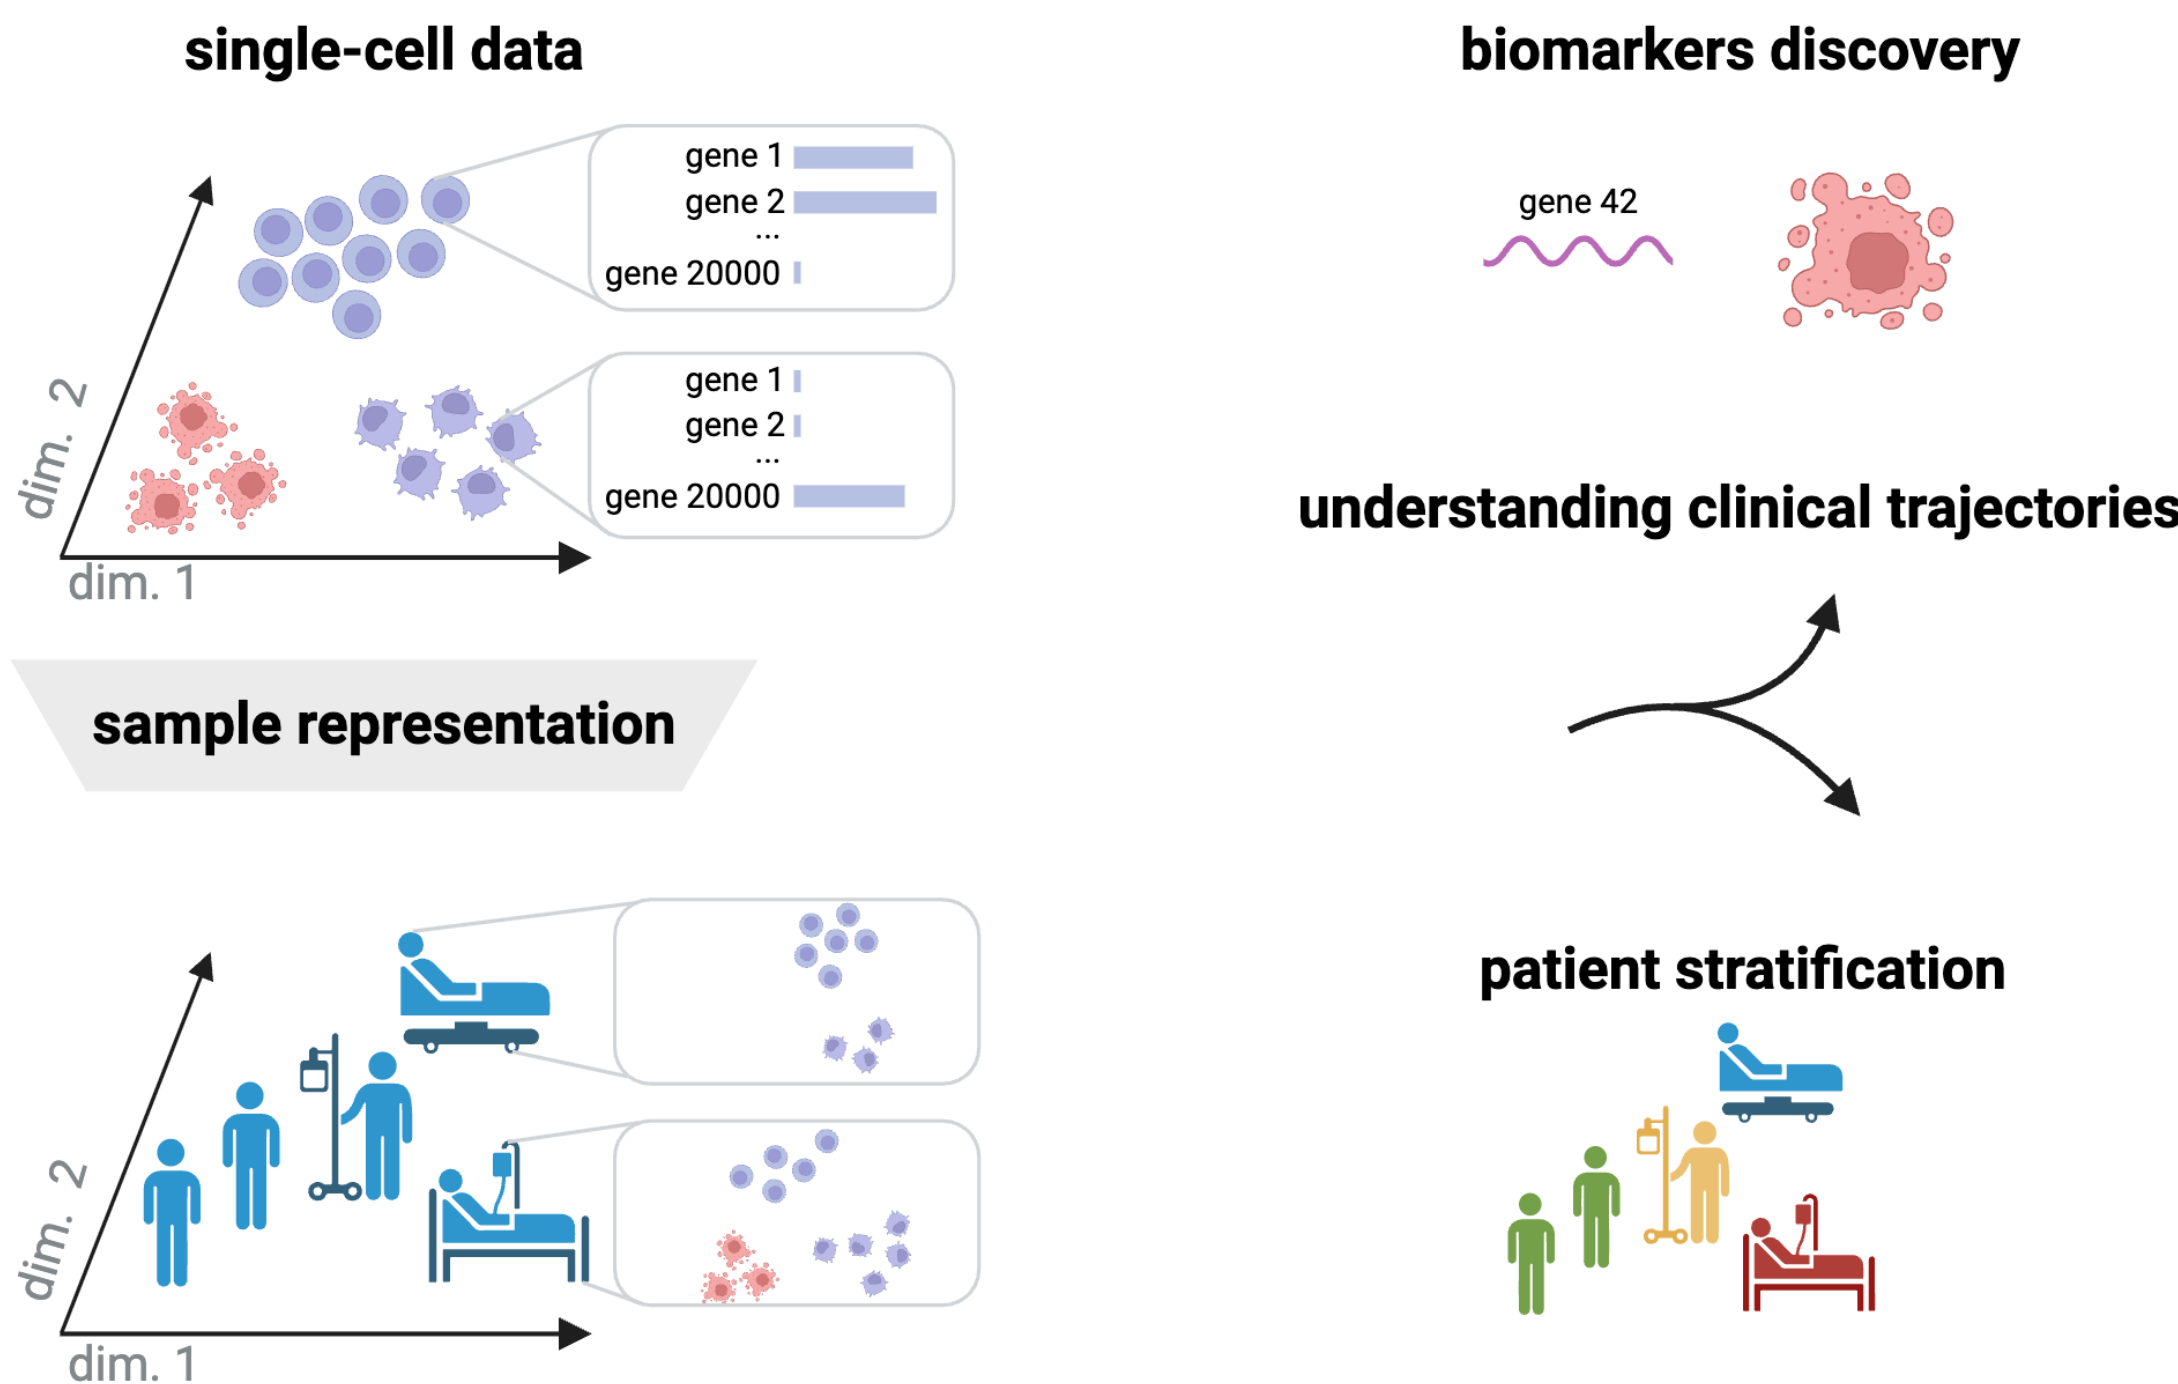 single-cell data
gene 1
gene 2
...
gene 20000
gene 1
gene 2
...
gene 20000
dim. 2
dim. 1
sample representation
dim. 2
dim. 1
biomarkers discovery
gene 42
understanding clinical trajectories
patient stratification